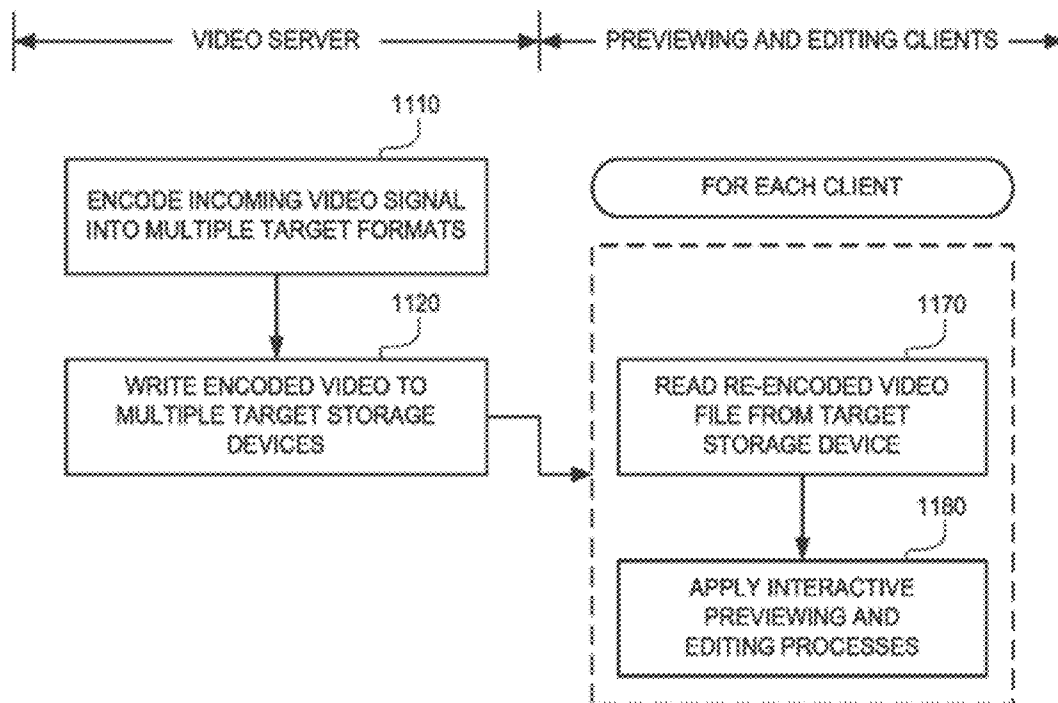 VIDEO SERVER
PREVIEWING AND EDITING CLIENTS
1110
ENCODE INCOMING VIDEO SIGNAL
INTO MULTIPLE TARGET FORMATS
1120
WRITE ENCODED VIDEO TO
MULTIPLE TARGET STORAGE
DEVICES
FOR EACH CLIENT
1170
READ RE-ENCODED VIDEO
FILE FROM TARGET
STORAGE DEVICE
1180
APPLY INTERACTIVE
PREVIEWING AND
EDITING PROCESSES